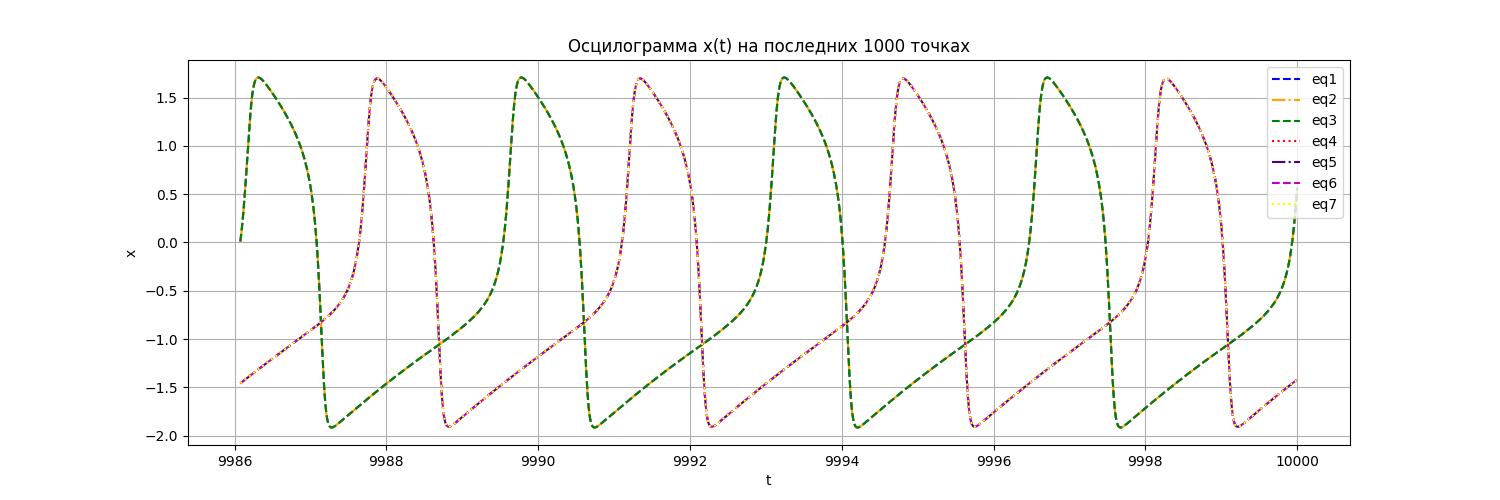 Осцилограмма x(t) на последних 1000 точках
x
1.5
1.0
0.5
0.0
−0.5
−1.0
−1.5
−2.0
eq1
eq2
eq3
eq4
eq5
eq6
eq7
9986
9988
9990
9992
9994
9996
9998
10000
t